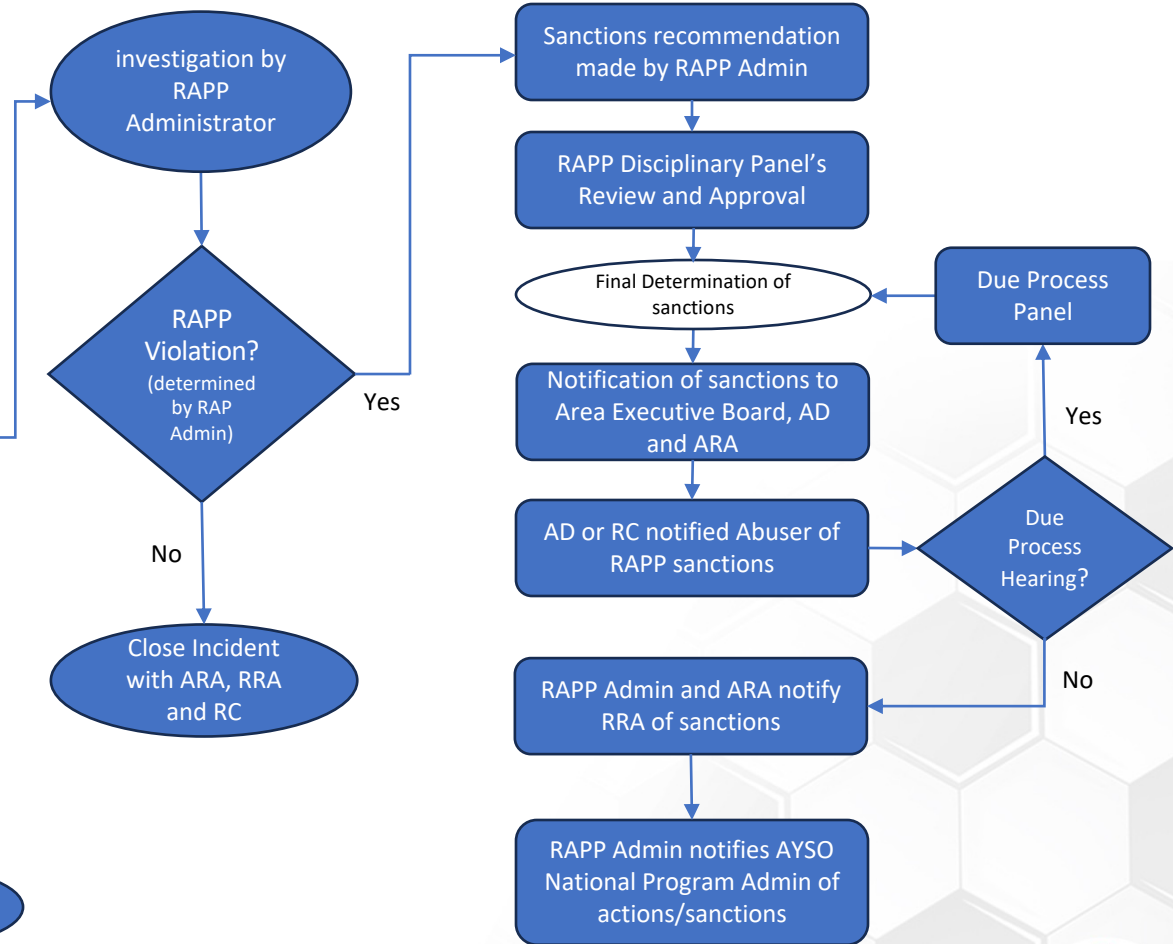 investigation by
RAPP
Administrator
RAPP
Violation?
(determined
by RAP
Admin)
Yes
No
Close Incident
with ARA, RRA
and RC
Sanctions recommendation
made by RAPP Admin
RAPP Disciplinary Panel’s
Review and Approval
Final Determination of
sanctions
Notification of sanctions to
Area Executive Board, AD
and ARA
AD or RC notified Abuser of
RAPP sanctions
Due
Process
Hearing?
Yes
Due Process
Panel
No
RAPP Admin and ARA notify
RRA of sanctions
RAPP Admin notifies AYSO
National Program Admin of
actions/sanctions